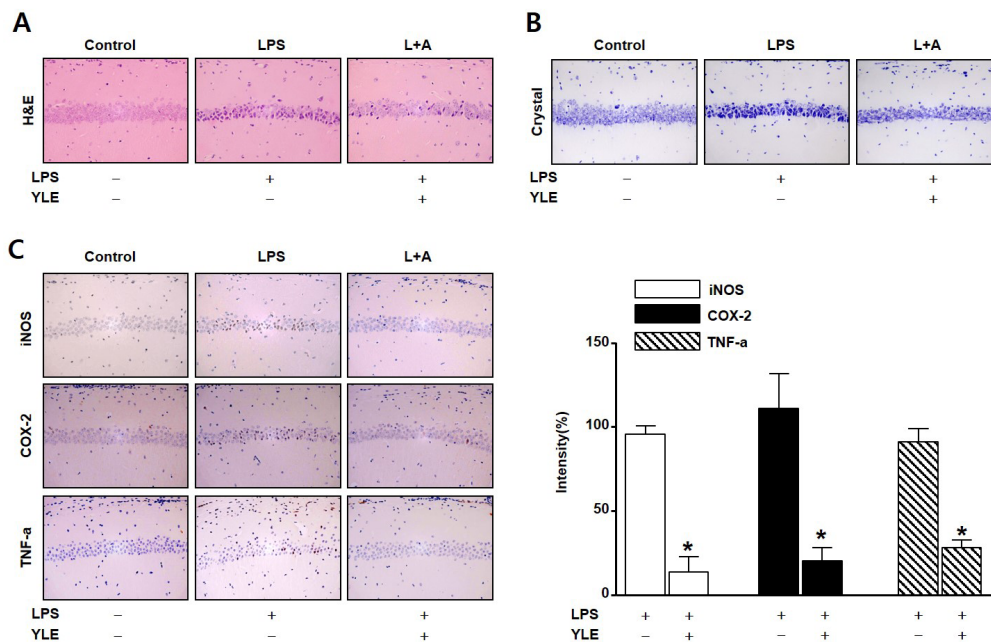 A
Control LPS L+A
H&E
LPS – + +
YLE – – +
B
Control LPS L+A
Crystal
LPS – + +
YLE – – +
C
Control LPS L+A
iNOS
COX-2
TNF-a
LPS – + +
YLE – – +
iNOS
COX-2
TNF-a
Intensity(%)
150
100
50
0
* * *
LPS + + + + + +
YLE – + – + – +